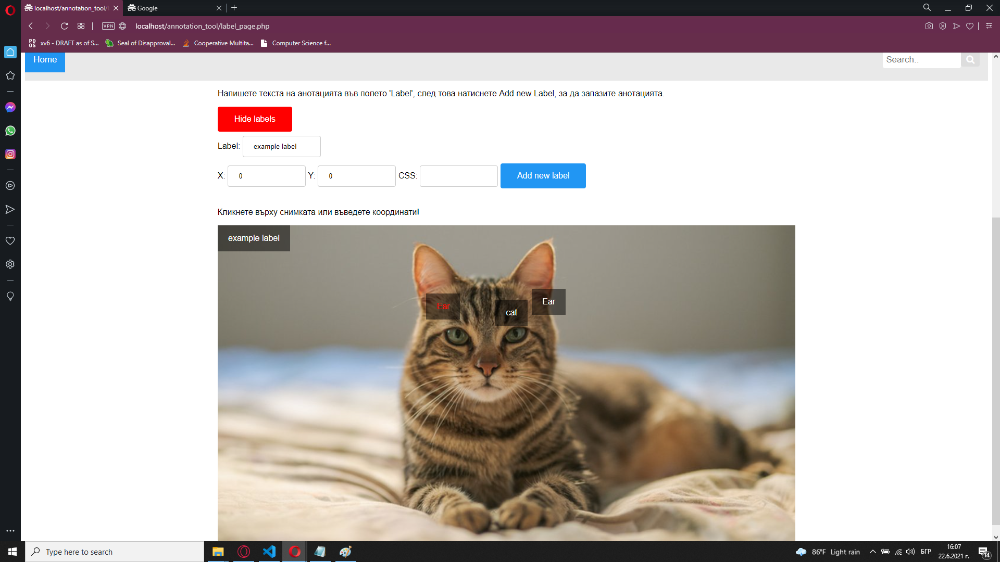 localhost/annotation_tool/l
Google
VPN
localhost/annotation_tool/label_page.php
PD
OS
xv6 - DRAFT as of S...
Seal of Disapproval...
Cooperative Multita...
Computer Science f...
Home
Search..
Напишете текста на анотацията във полето 'Label', след това натиснете Add new Label, за да запазите анотацията.
Hide labels
Label: example label
X: 0 Y: 0 CSS: Add new label
Кликнете върху снимката или въведете координати!
example label
Ear
Ear
cat
Type here to search
86°F Light rain
БГР
16:07
22.6.2021 г.
14